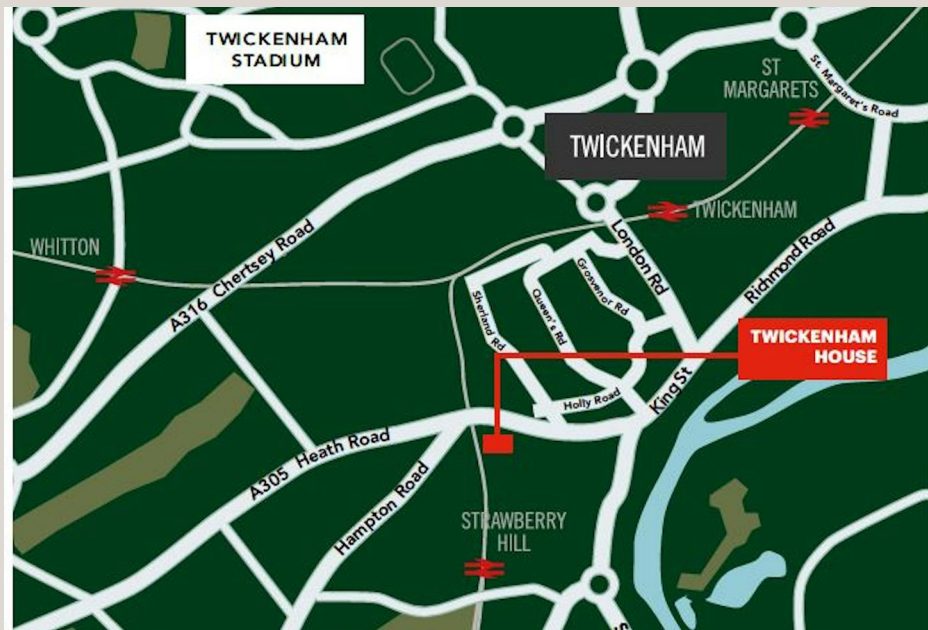 TWICKENHAM
STADIUM
ST
MARGARETS
St. Margaret's Road
TWICKENHAM
TWICKENHAM
WHITTON
A316 Chertsey Road
London Rd
Richmond Road
Grosvenor Rd
Queen's Rd
Sherland Rd
TWICKENHAM
HOUSE
King St
Holly Road
A305 Heath Road
Hampton Road
STRAWBERRY
HILL